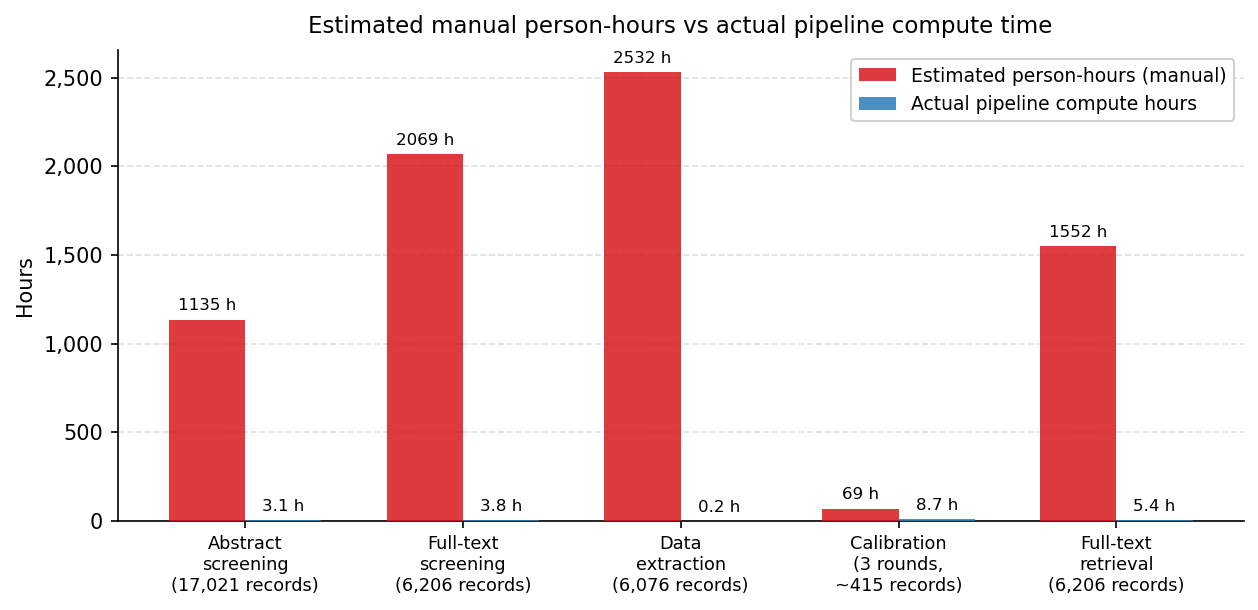 Estimated manual person-hours vs actual pipeline compute time
Estimated person-hours (manual)
Actual pipeline compute hours
Hours
2,500
2,000
1,500
1,000
500
0
1135 h
3.1 h
2069 h
3.8 h
2532 h
0.2 h
69 h
8.7 h
1552 h
5.4 h
Abstract
screening
(17,021 records)
Full-text
screening
(6,206 records)
Data
extraction
(6,076 records)
Calibration
(3 rounds,
~415 records)
Full-text
retrieval
(6,206 records)